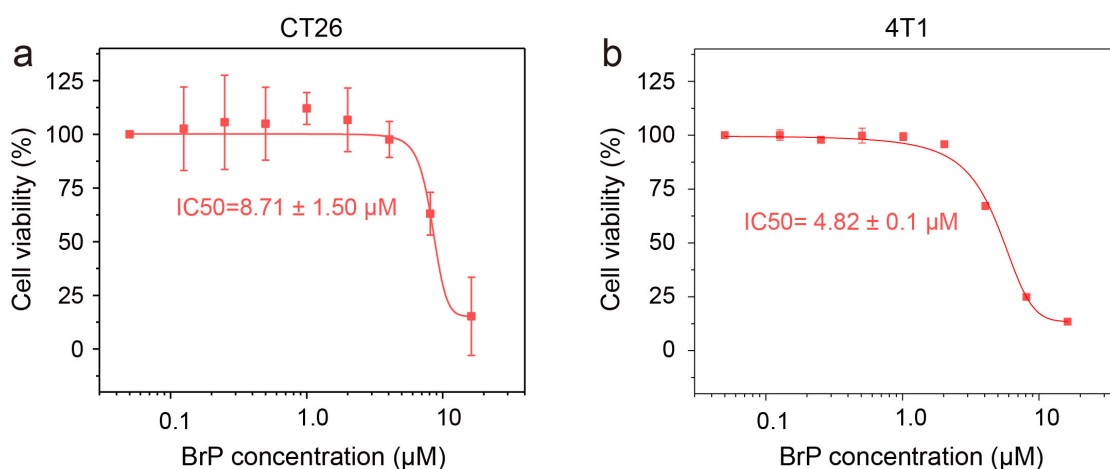 a
CT26
Cell viability (%)
125
100
75
50
25
0
IC50=8.71 ± 1.50 µM
0.1
1.0
10
BrP concentration (µM)
b
4T1
Cell viability (%)
125
100
75
50
25
0
IC50= 4.82 ± 0.1 µM
0.1
1.0
10
BrP concentration (µM)